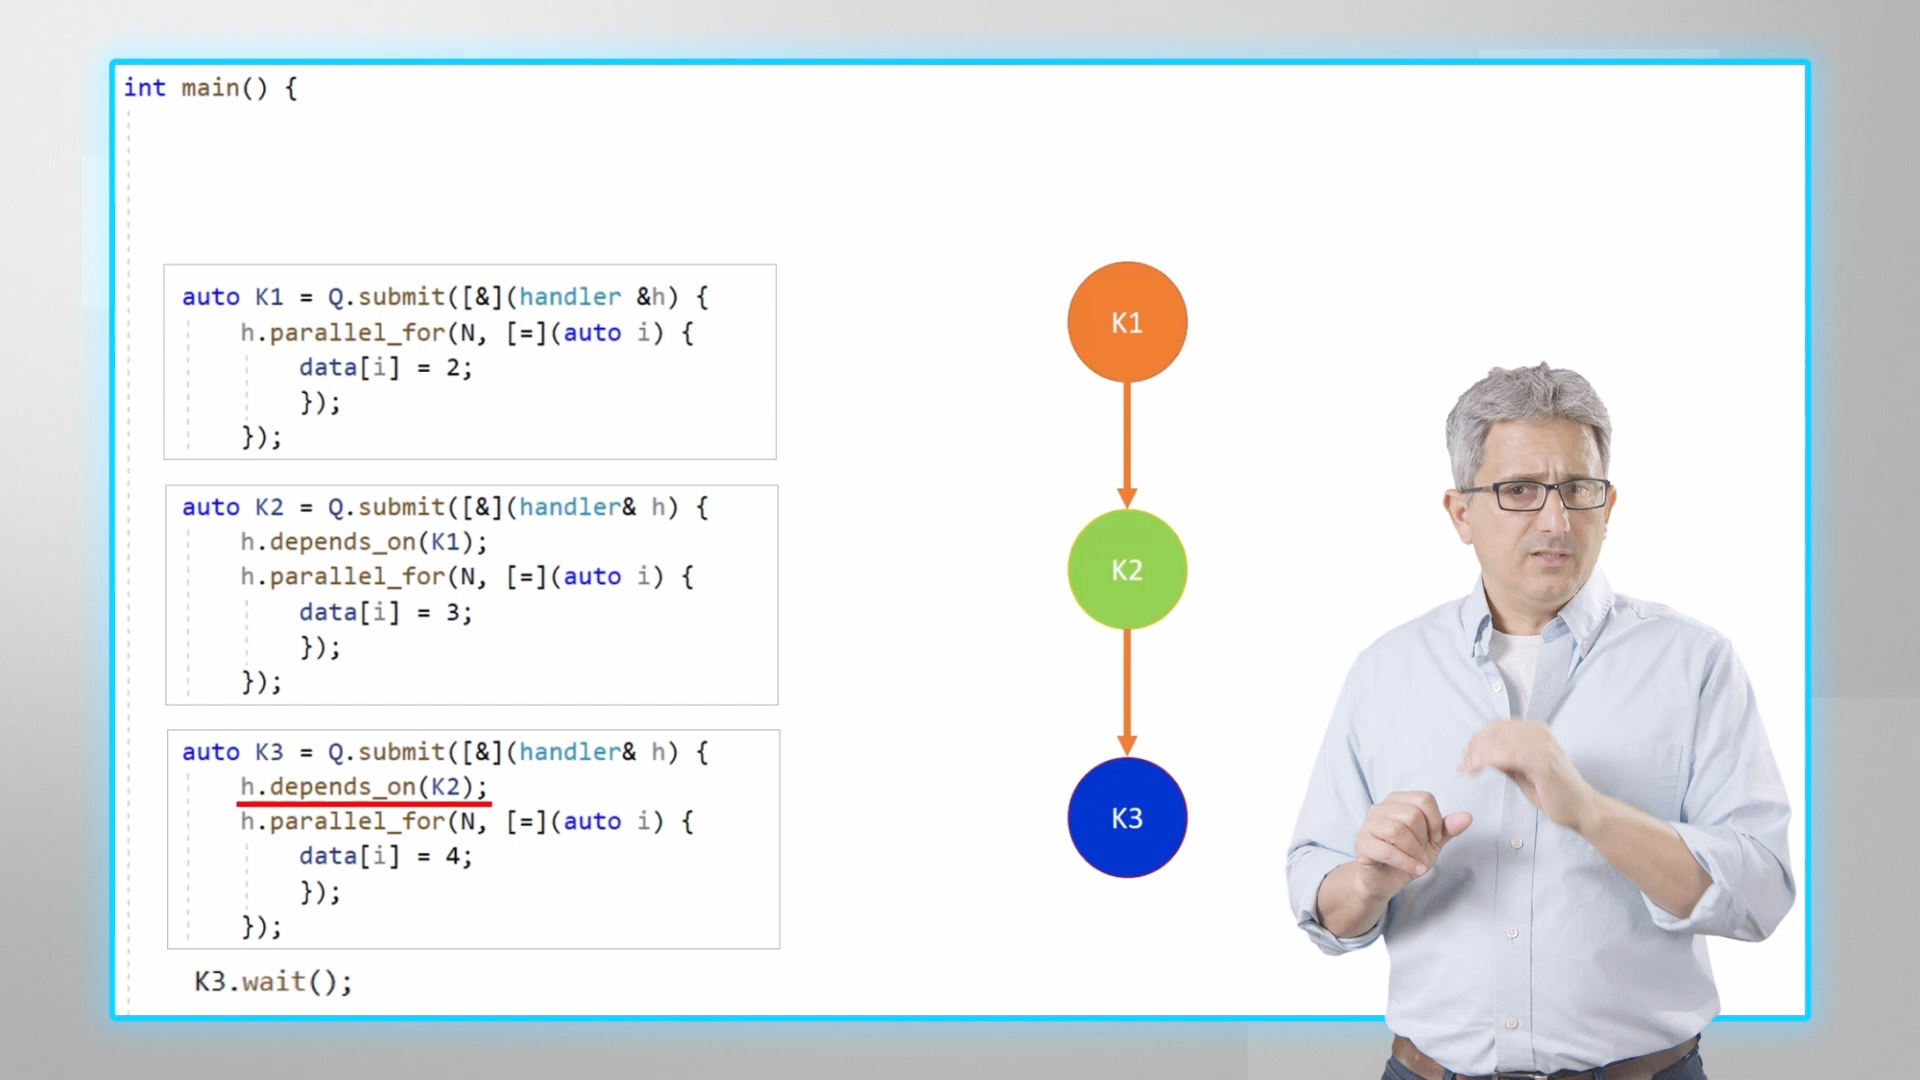 int main() {
auto K1 = Q.submit([&](handler &h) {
h.parallel_for(N, [=](auto i) {
data[i] = 2;
});
});
auto K2 = Q.submit([&](handler& h) {
h.depends_on(K1);
h.parallel_for(N, [=](auto i) {
data[i] = 3;
});
});
auto K3 = Q.submit([&](handler& h) {
h.depends_on(K2);
h.parallel_for(N, [=](auto i) {
data[i] = 4;
});
});
K3.wait();
K1
K2
K3